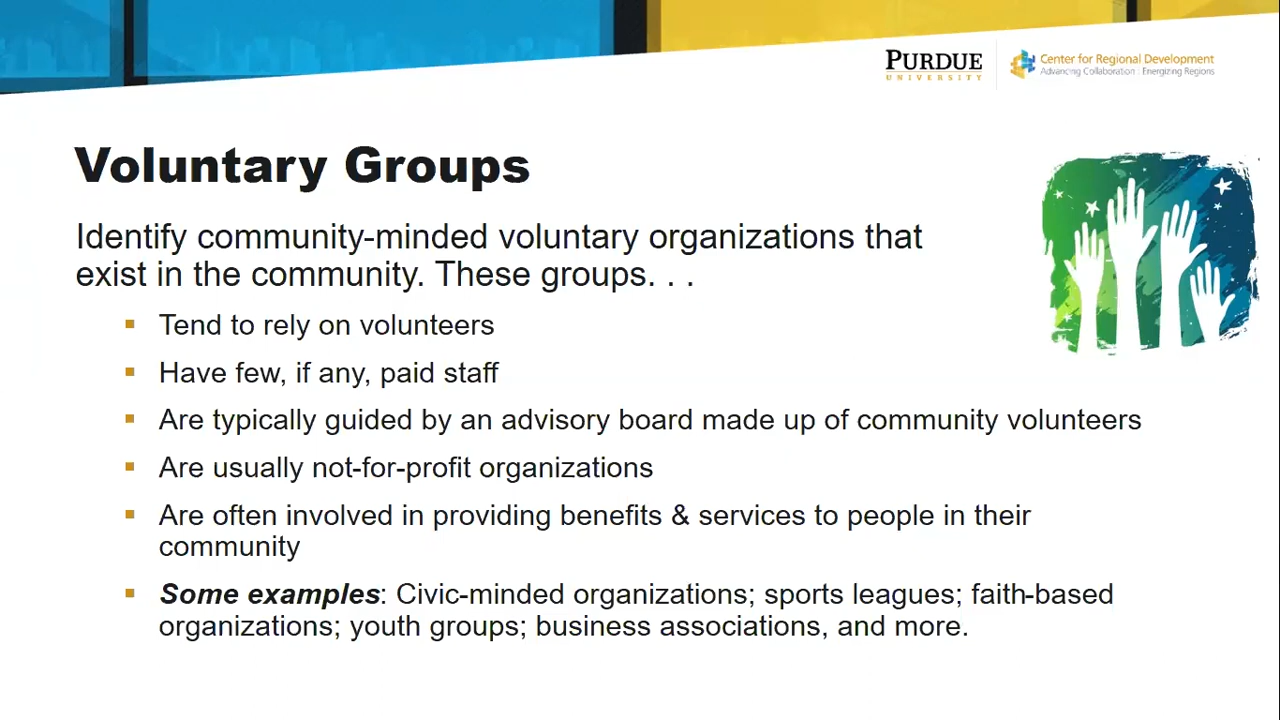 PURDUE
UNIVERSITY
Center for Regional Development
Advancing Collaboration | Energizing Regions
Voluntary Groups
Identify community-minded voluntary organizations that
exist in the community. These groups. . .
Tend to rely on volunteers
Have few, if any, paid staff
Are typically guided by an advisory board made up of community volunteers
Are usually not-for-profit organizations
Are often involved in providing benefits & services to people in their
community
Some examples: Civic-minded organizations; sports leagues; faith-based
organizations; youth groups; business associations, and more.